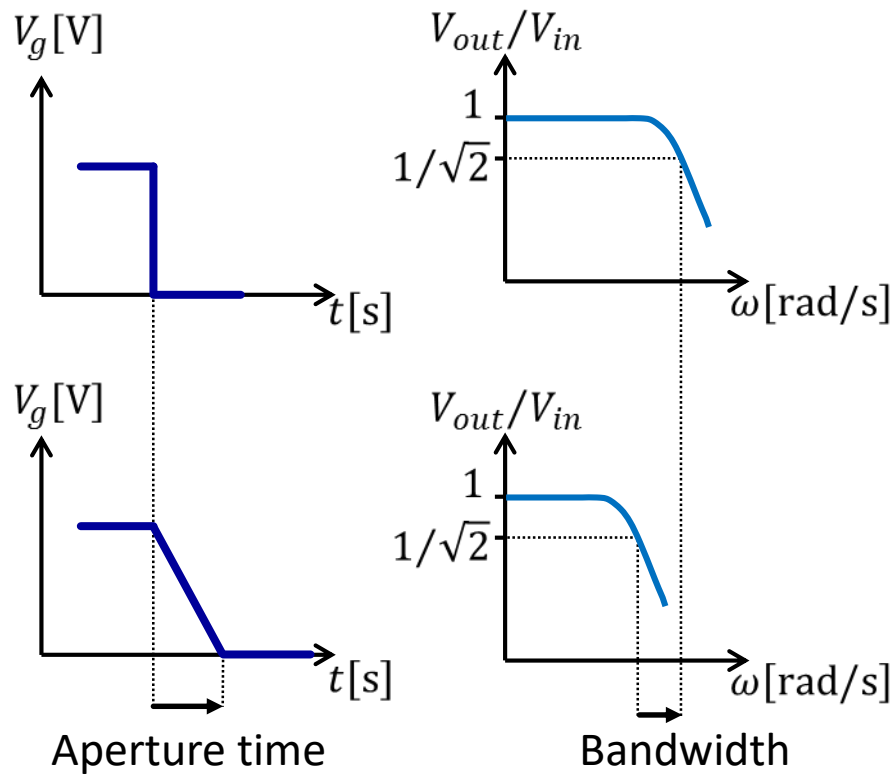 V_g[V]
t[s]
V_out/V_in
1
1/√2
ω[rad/s]
V_g[V]
t[s]
Aperture time
V_out/V_in
1
1/√2
ω[rad/s]
Bandwidth